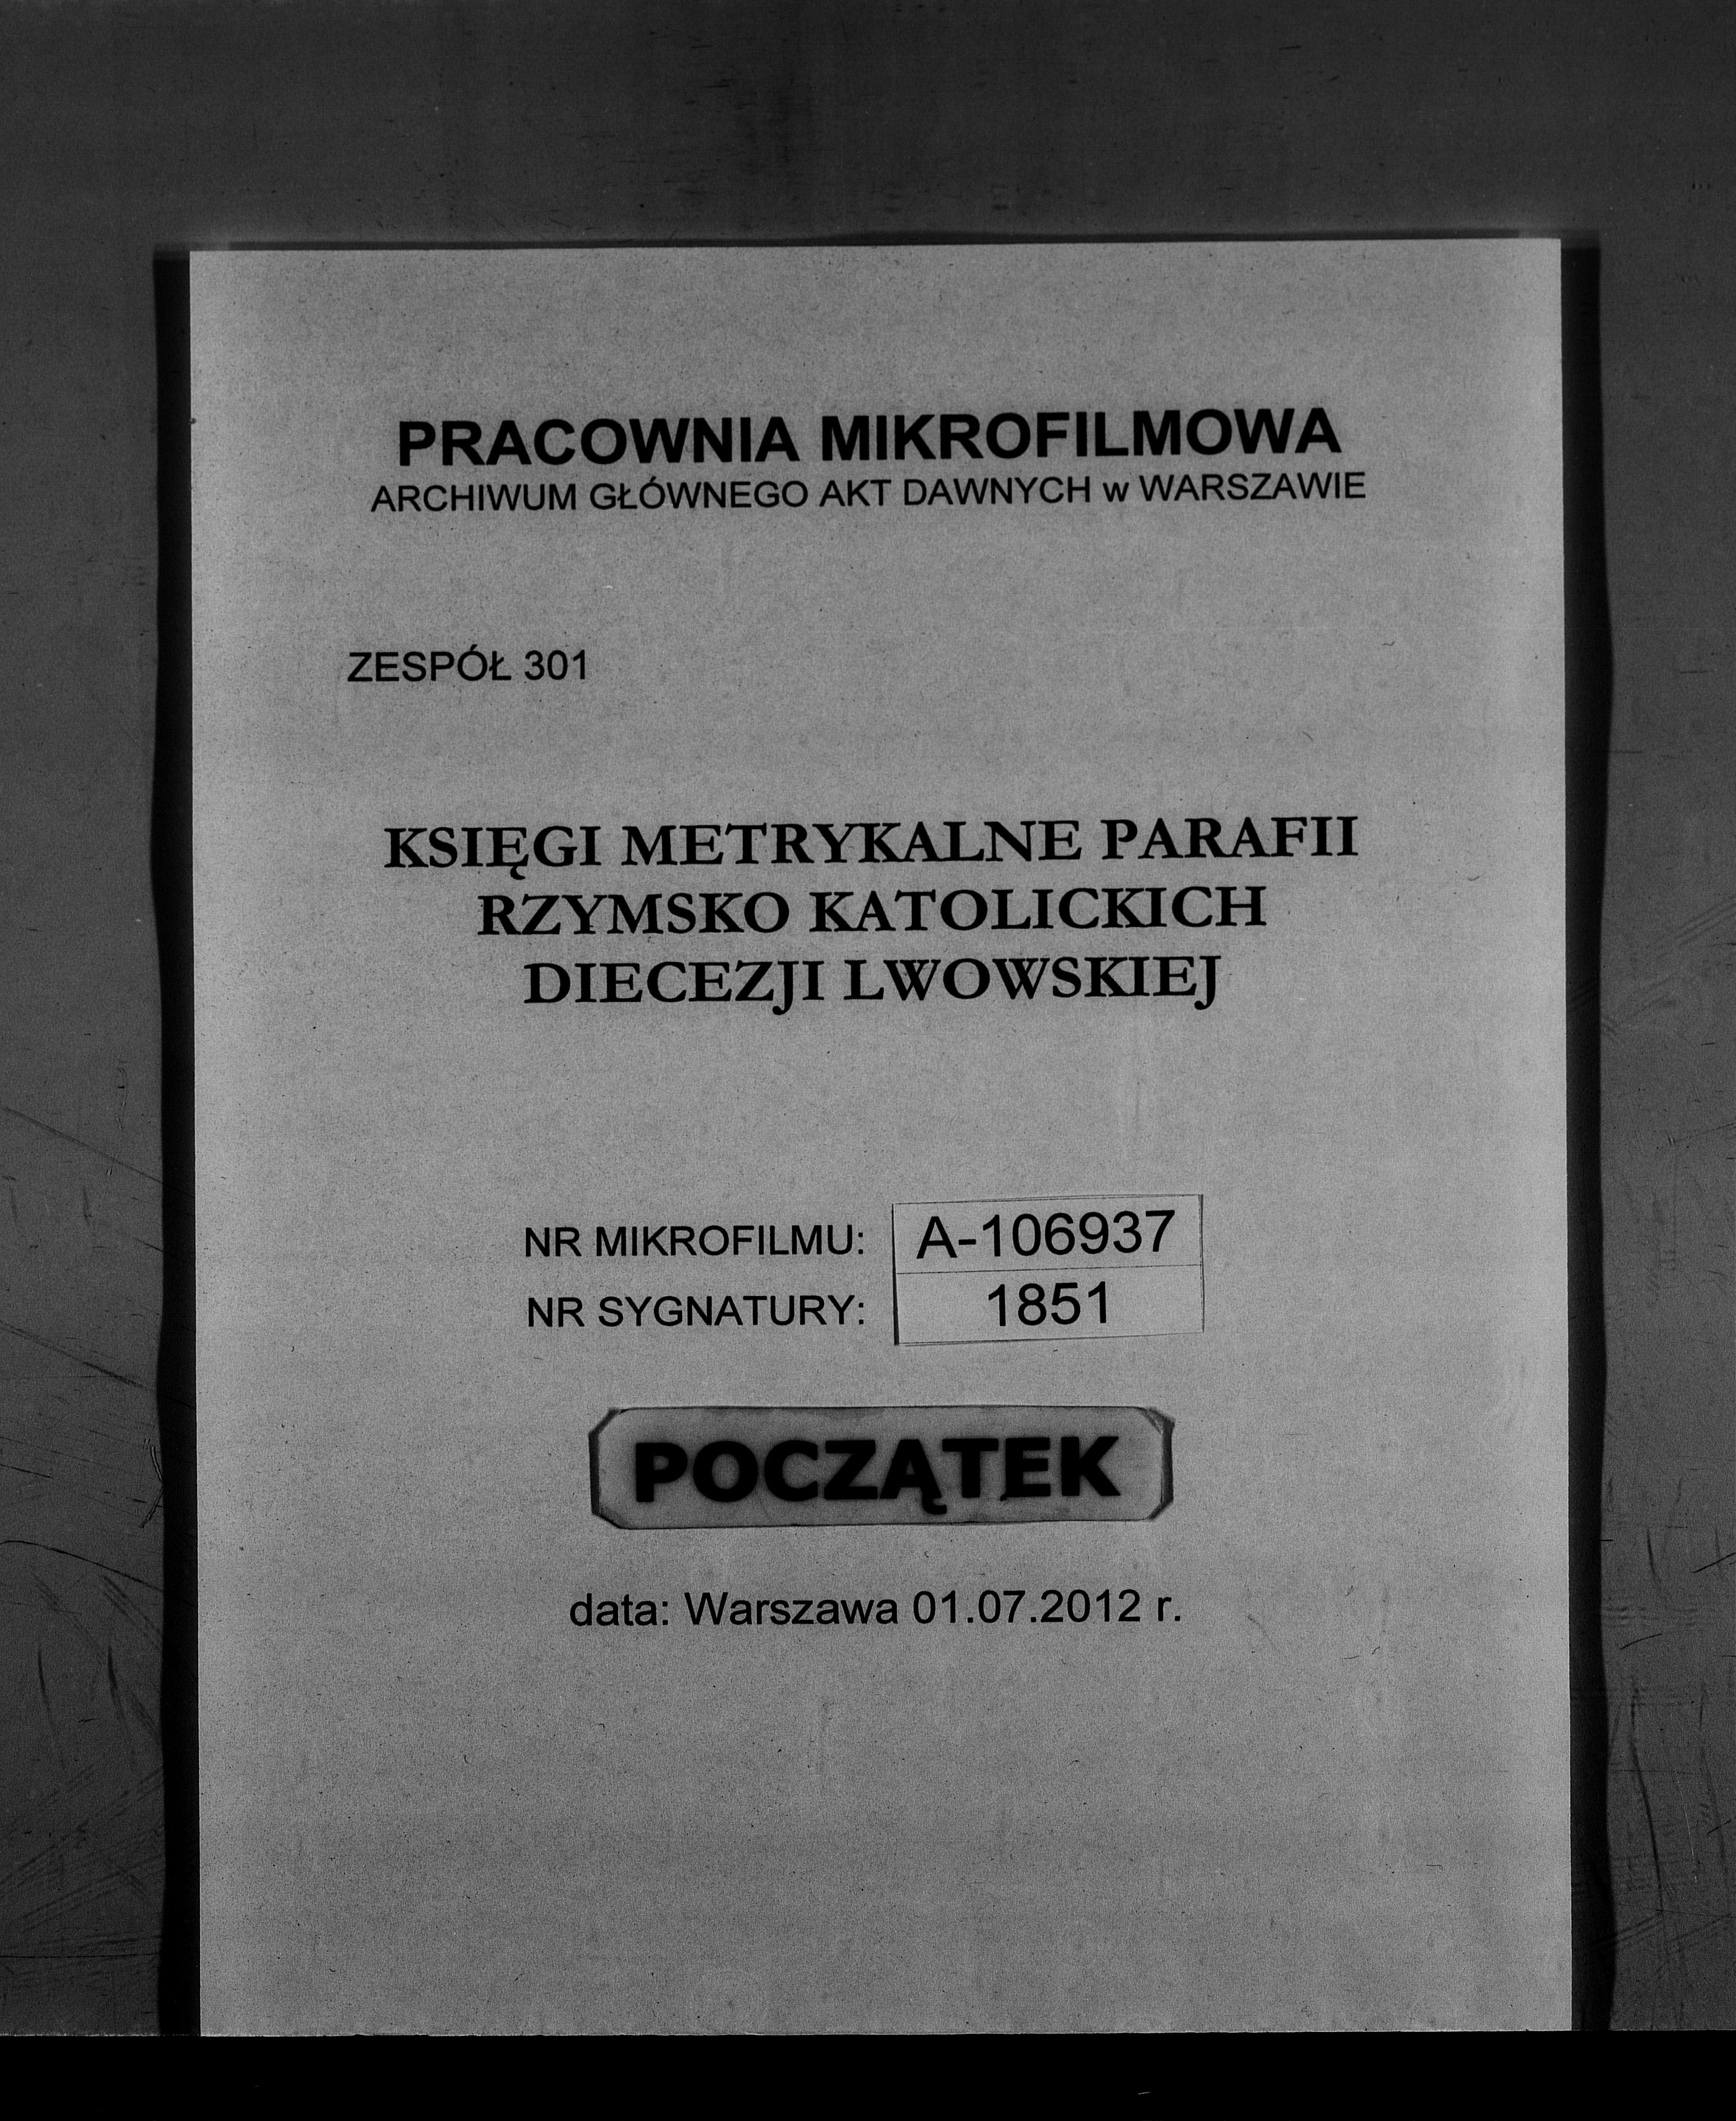 PRACOWNIA MIKROFILMOWA
ARCHIWUM GŁÓWNEGO AKT DAWNYCH w WARSZAWIE
ZESPÓŁ 301
KSIĘGI METRYKALNE PARAFII
RZYMSKO KATOLICKICH
DIECEZJI LWOWSKIEJ
NR MIKROFILMU: A-106937
NR SYGNATURY: 1851
POCZĄTEK
data: Warszawa 01.07.2012 r.